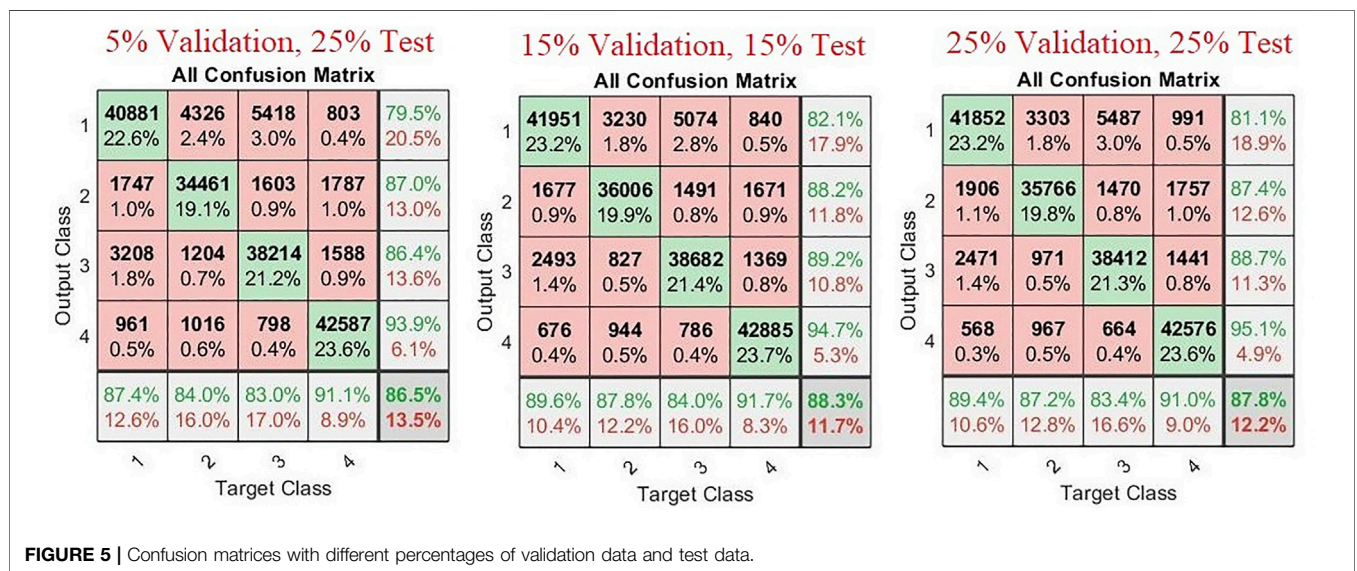 5% Validation, 25% Test
All Confusion Matrix
Output Class
1
40881 4326 5418 803 79.5%
22.6% 2.4% 3.0% 0.4% 20.5%
2
1747 34461 1603 1787 87.0%
1.0% 19.1% 0.9% 1.0% 13.0%
3
3208 1204 38214 1588 86.4%
1.8% 0.7% 21.2% 0.9% 13.6%
4
961 1016 798 42587 93.9%
0.5% 0.6% 0.4% 23.6% 6.1%
87.4% 84.0% 83.0% 91.1% 86.5%
12.6% 16.0% 17.0% 8.9% 13.5%
1 2 3 4
Target Class
15% Validation, 15% Test
All Confusion Matrix
Output Class
1
41951 3230 5074 840 82.1%
23.2% 1.8% 2.8% 0.5% 17.9%
2
1677 36006 1491 1671 88.2%
0.9% 19.9% 0.8% 0.9% 11.8%
3
2493 827 38682 1369 89.2%
1.4% 0.5% 21.4% 0.8% 10.8%
4
676 944 786 42885 94.7%
0.4% 0.5% 0.4% 23.7% 5.3%
89.6% 87.8% 84.0% 91.7% 88.3%
10.4% 12.2% 16.0% 8.3% 11.7%
1 2 3 4
Target Class
25% Validation, 25% Test
All Confusion Matrix
Output Class
1
41852 3303 5487 991 81.1%
23.2% 1.8% 3.0% 0.5% 18.9%
2
1906 35766 1470 1757 87.4%
1.1% 19.8% 0.8% 1.0% 12.6%
3
2471 971 38412 1441 88.7%
1.4% 0.5% 21.3% 0.8% 11.3%
4
568 967 664 42576 95.1%
0.3% 0.5% 0.4% 23.6% 4.9%
89.4% 87.2% 83.4% 91.0% 87.8%
10.6% 12.8% 16.6% 9.0% 12.2%
1 2 3 4
Target Class
FIGURE 5 | Confusion matrices with different percentages of validation data and test data.